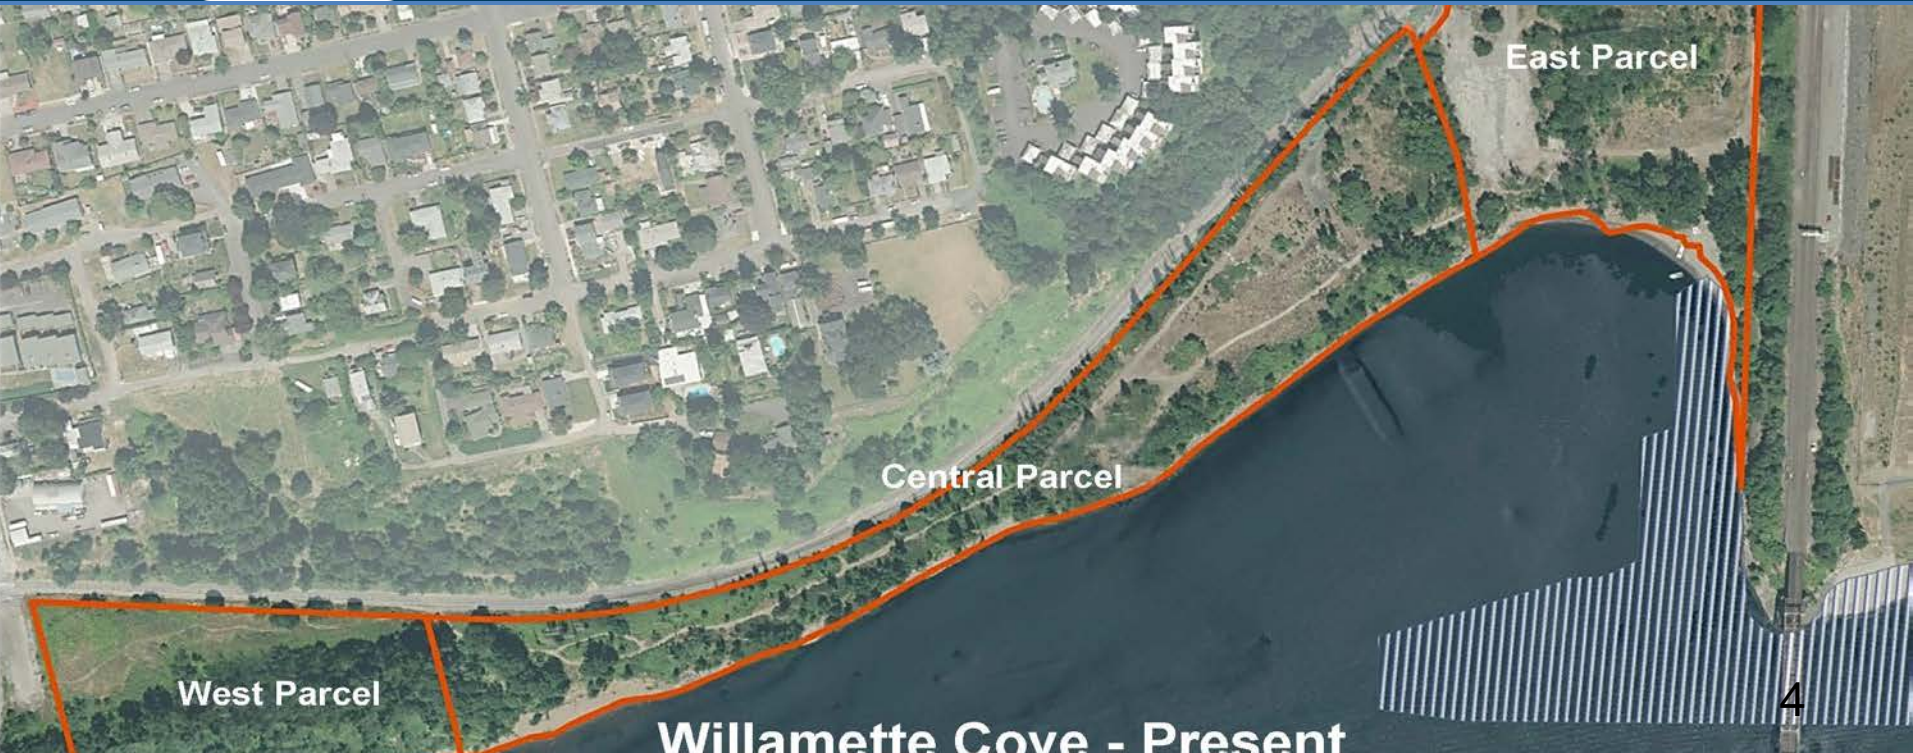 East Parcel
Central Parcel
West Parcel
4
Willamette Cove - Present